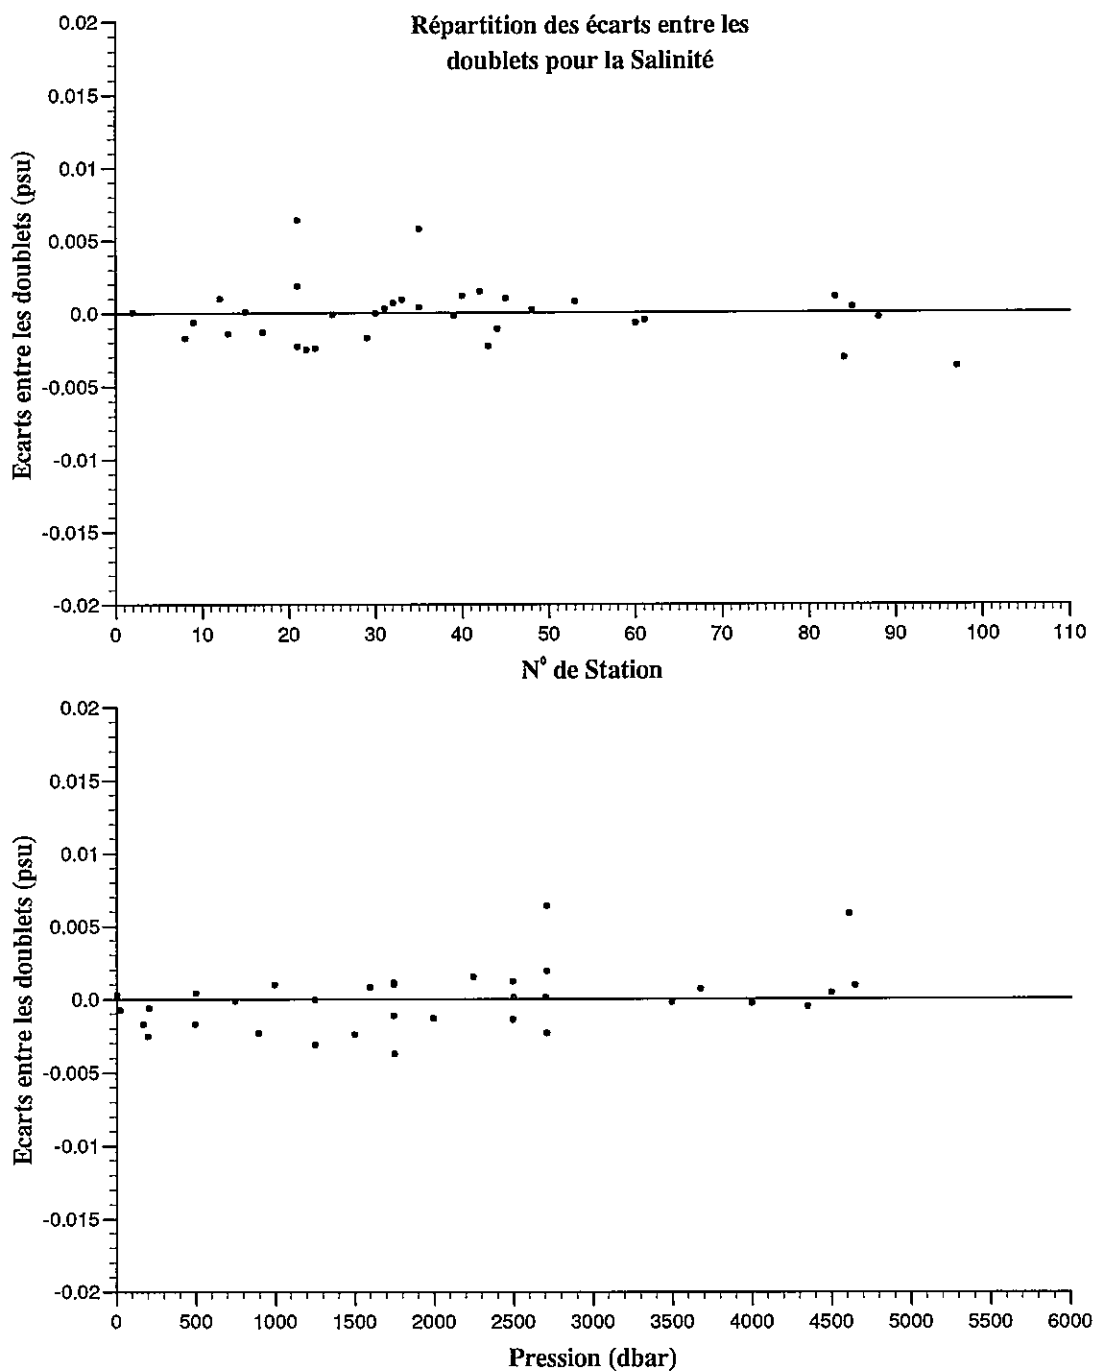 Répartition des écarts entre les
doublets pour la Salinité
Ecarts entre les doublets (psu)
0.02
0.015
0.01
0.005
0.0
-0.005
-0.01
-0.015
-0.02
0 10 20 30 40 50 60 70 80 90 100 110
N° de Station
Ecarts entre les doublets (psu)
0.02
0.015
0.01
0.005
0.0
-0.005
-0.01
-0.015
-0.02
0 500 1000 1500 2000 2500 3000 3500 4000 4500 5000 5500 6000
Pression (dbar)